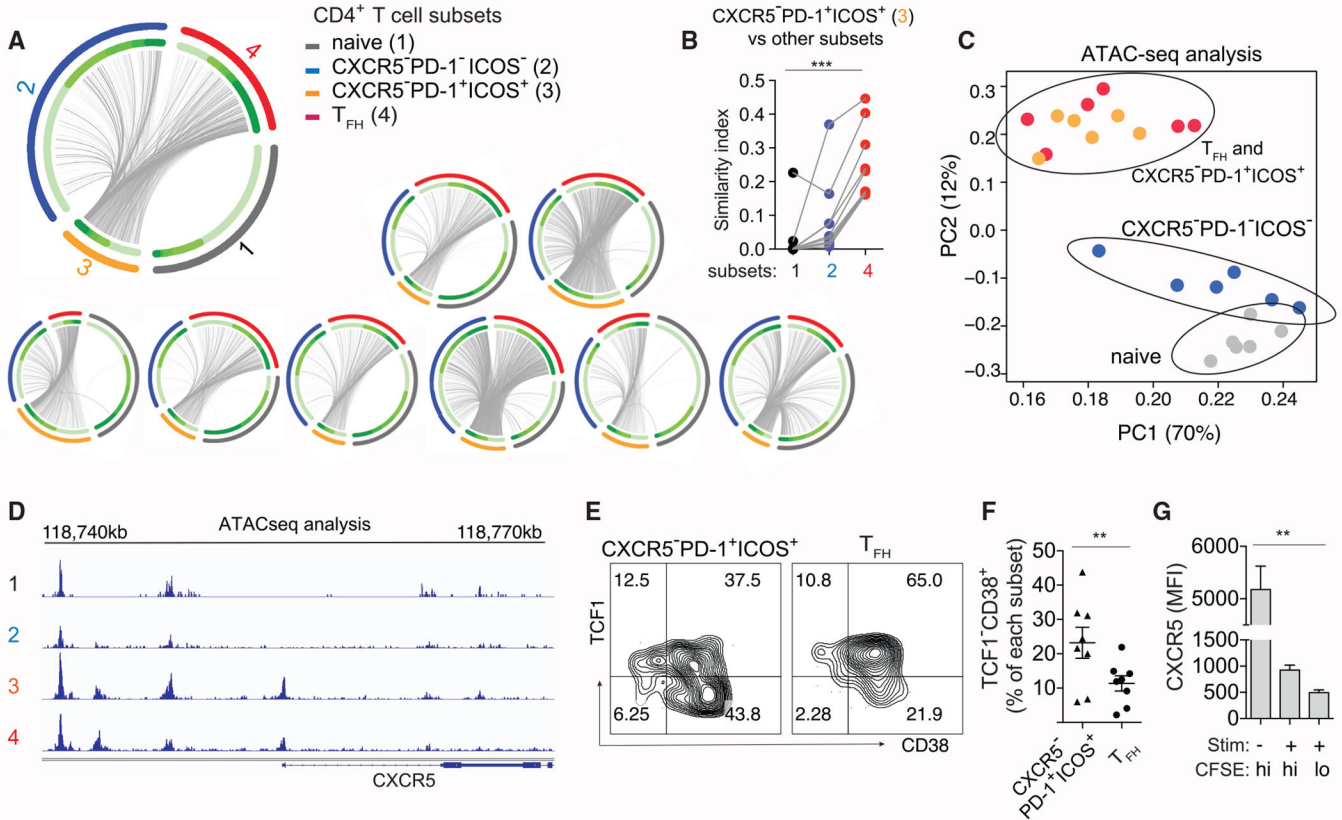 A
CD4⁺ T cell subsets
naive (1)
CXCR5⁻PD-1⁻ICOS⁻ (2)
CXCR5⁻PD-1⁺ICOS⁺ (3)
T_FH (4)
2
4
3
1
B
CXCR5⁻PD-1⁺ICOS⁺ (3)
vs other subsets
***
Similarity index
0.5
0.4
0.3
0.2
0.1
0.0
subsets: 1 2 4
C
ATAC-seq analysis
PC2 (12%)
0.3
0.2
0.1
0.0
−0.1
−0.2
−0.3
T_FH and
CXCR5⁻PD-1⁺ICOS⁺
CXCR5⁻PD-1⁻ICOS⁻
naive
0.16 0.18 0.20 0.22 0.24
PC1 (70%)
D
ATACseq analysis
118,740kb 118,770kb
1
2
3
4
CXCR5
E
CXCR5⁻PD-1⁺ICOS⁺ T_FH
12.5 37.5 10.8 65.0
TCF1
6.25 43.8 2.28 21.9
CD38
F
**
TCF1⁻CD38⁺
(% of each subset)
50
40
30
20
10
CXCR5⁻
PD-1⁺ICOS⁺
T_FH
G
**
CXCR5 (MFI)
6000
5000
1500
1000
500
0
Stim: - + +
CFSE: hi hi lo